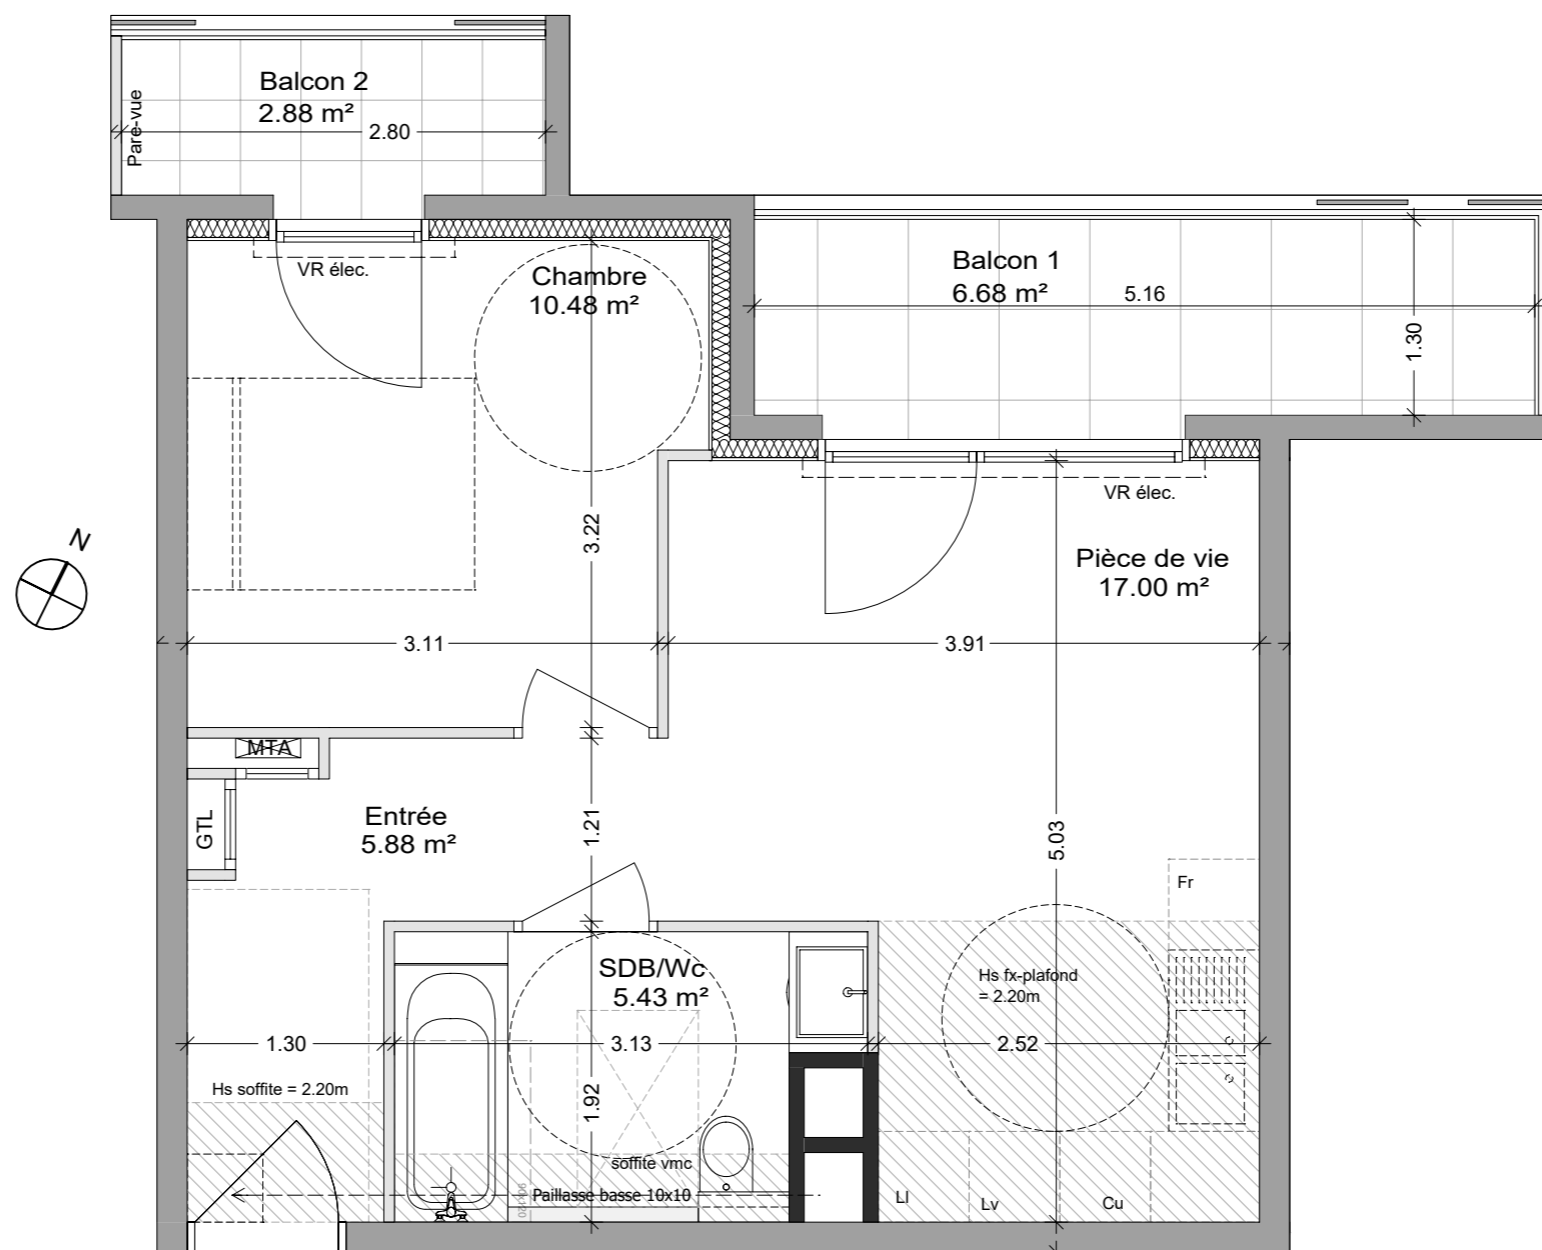 Balcon 2
2.88 m²
2.80
Pare-vue
VR élec.
Chambre
10.48 m²
Balcon 1
6.68 m²
5.16
1.30
VR élec.
N
3.22
Pièce de vie
17.00 m²
3.11
3.91
MTA
GTL
Entrée
5.88 m²
1.21
5.03
Fr
SDB/Wc
5.43 m²
Hs fx-plafond
= 2.20m
1.30
3.13
2.52
Hs soffite = 2.20m
1.92
soffite vmc
Paillasse basse 10x10
90x120
Ll
Lv
Cu